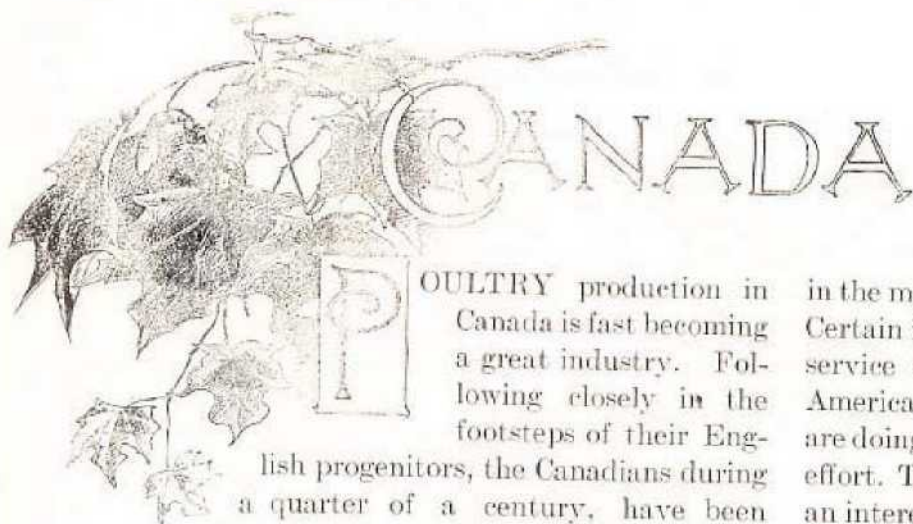 CANADA
POULTRY production in
Canada is fast becoming
a great industry. Fol-
lowing closely in the
footsteps of their Eng-
lish progenitors, the Canadians during
a quarter of a century, have been
in the m
Certain
service
America
are doing
effort. T
an intere